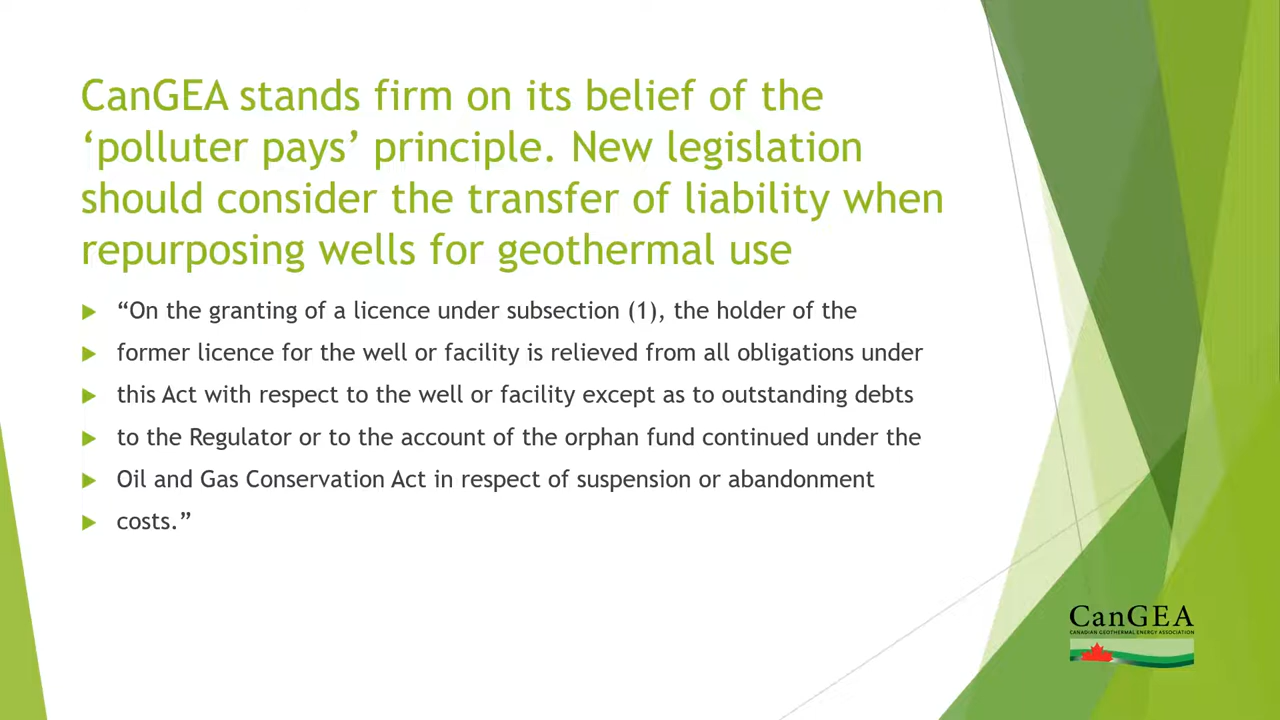 CanGEA stands firm on its belief of the
‘polluter pays’ principle. New legislation
should consider the transfer of liability when
repurposing wells for geothermal use
“On the granting of a licence under subsection (1), the holder of the
former licence for the well or facility is relieved from all obligations under
this Act with respect to the well or facility except as to outstanding debts
to the Regulator or to the account of the orphan fund continued under the
Oil and Gas Conservation Act in respect of suspension or abandonment
costs.”
CanGEA
CANADIAN GEOTHERMAL ENERGY ASSOCIATION